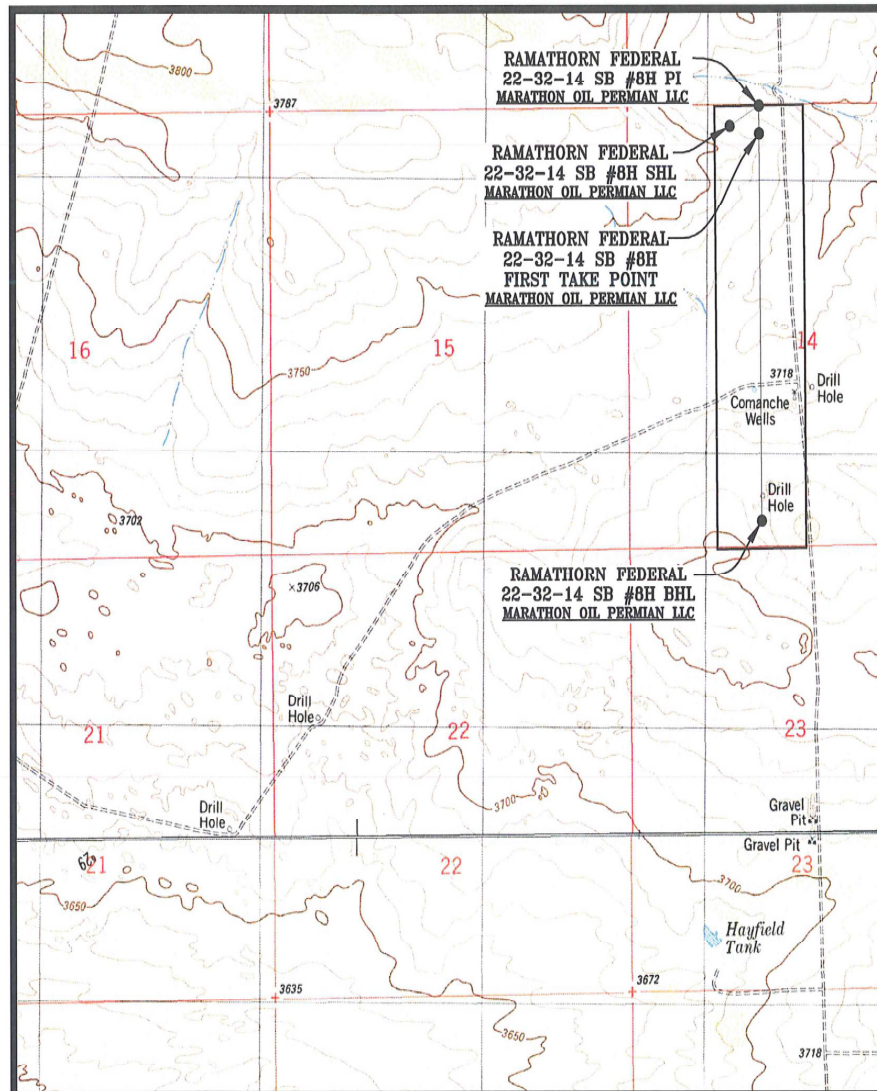 3800
3787
RAMATHORN FEDERAL
22-32-14 SB #8H PI
MARATHON OIL PERMIAN LLC
RAMATHORN FEDERAL
22-32-14 SB #8H SHL
MARATHON OIL PERMIAN LLC
RAMATHORN FEDERAL
22-32-14 SB #8H
FIRST TAKE POINT
MARATHON OIL PERMIAN LLC
16
15
14
3750
3718
Drill
Hole
Comanche
Wells
Drill
Hole
3702
3706
RAMATHORN FEDERAL
22-32-14 SB #8H BHL
MARATHON OIL PERMIAN LLC
Drill
Hole
21
22
23
3700
Drill
Hole
Gravel
Pit
Gravel Pit
21
29
22
23
3650
3700
Hayfield
Tank
3635
3672
3650
3718